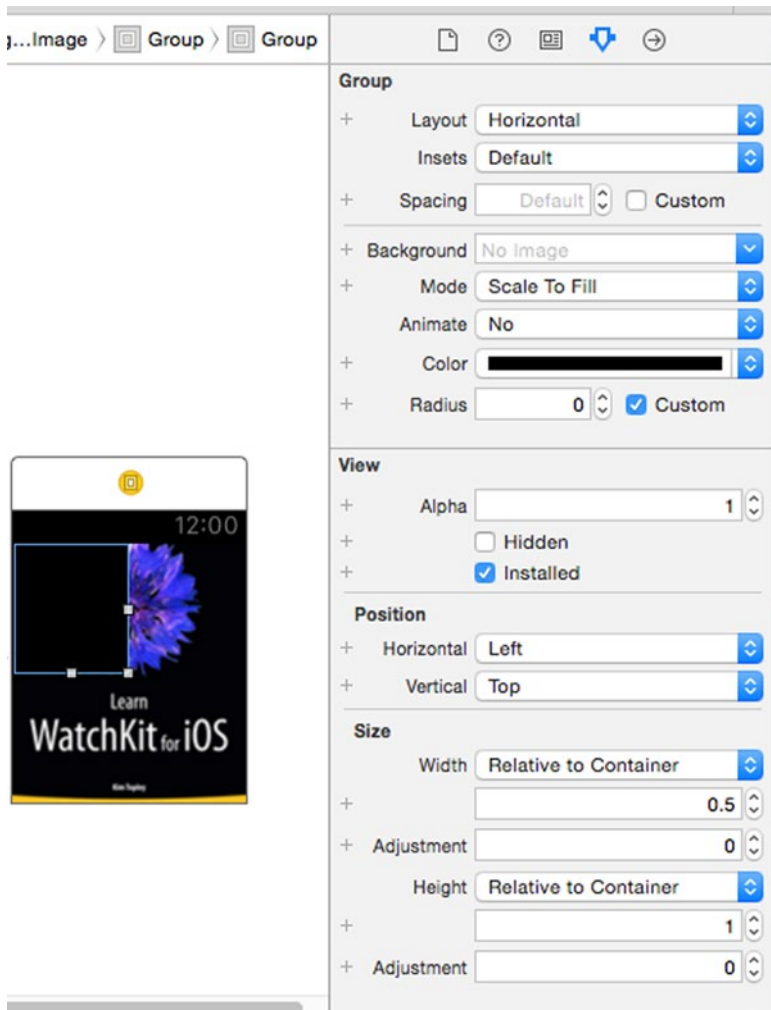 g...Image > Group > Group
Group
Layout Horizontal
Insets Default
Spacing Default Custom
Background No Image
Mode Scale To Fill
Animate No
Color
Radius 0 Custom
View
Alpha 1
Hidden
Installed
Position
Horizontal Left
Vertical Top
Size
Width Relative to Container
0.5
Adjustment 0
Height Relative to Container
1
Adjustment 0
12:00
Learn
WatchKit for iOS
Kim Topley